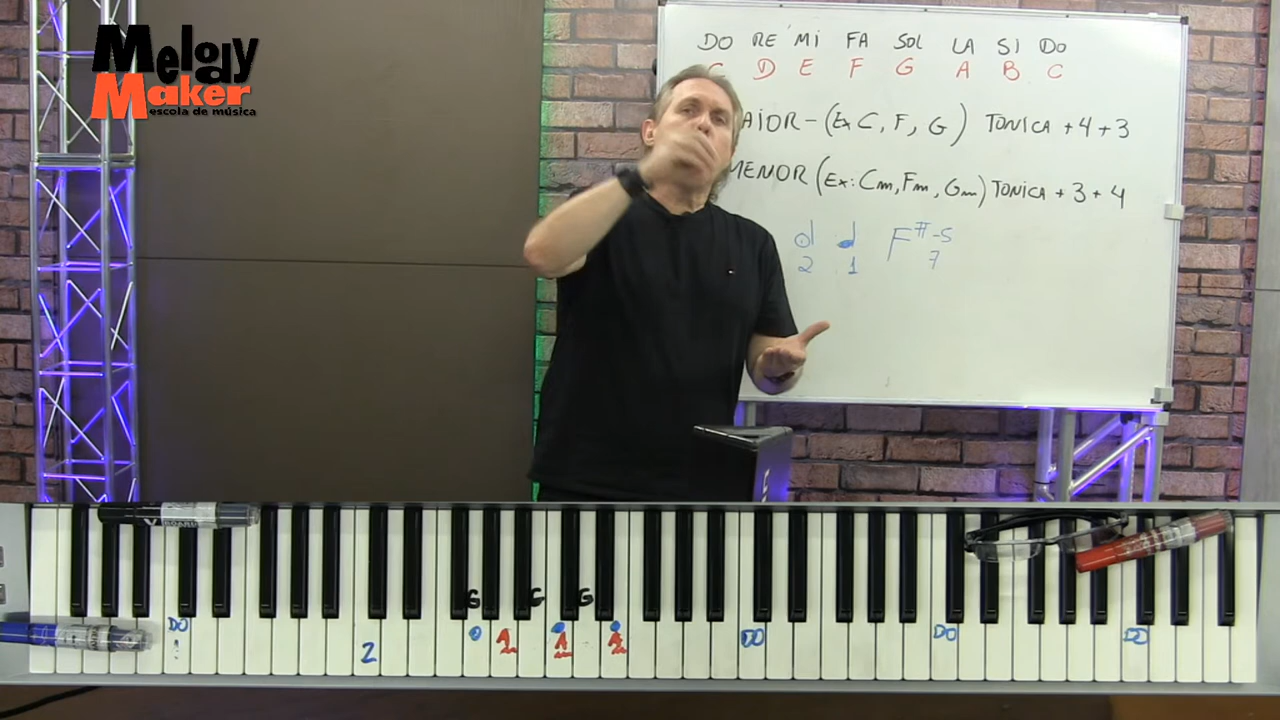 Melody
Maker
escola de música
DO RE MI FA SOL LA SI DO
C D E F G A B C
AIOR - (Ex C, F, G) TONICA + 4 + 3
MENOR (Ex: Cm, Fm, Gm) TONICA + 3 + 4
F#-5
2 1 7
G G G
DO 2 DO DO DO